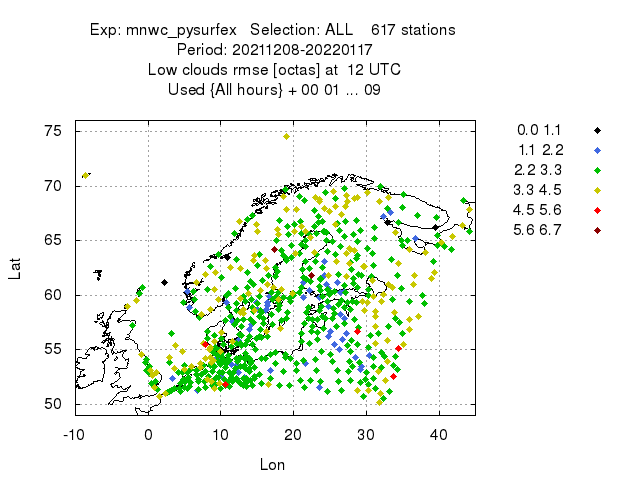 Exp: mnwc_pysurfex Selection: ALL 617 stations
Period: 20211208-20220117
Low clouds rmse [octas] at 12 UTC
Used {All hours} + 00 01 ... 09
75
70
65
60
55
50
Lat
-10 0 10 20 30 40
Lon
0.0 1.1
1.1 2.2
2.2 3.3
3.3 4.5
4.5 5.6
5.6 6.7